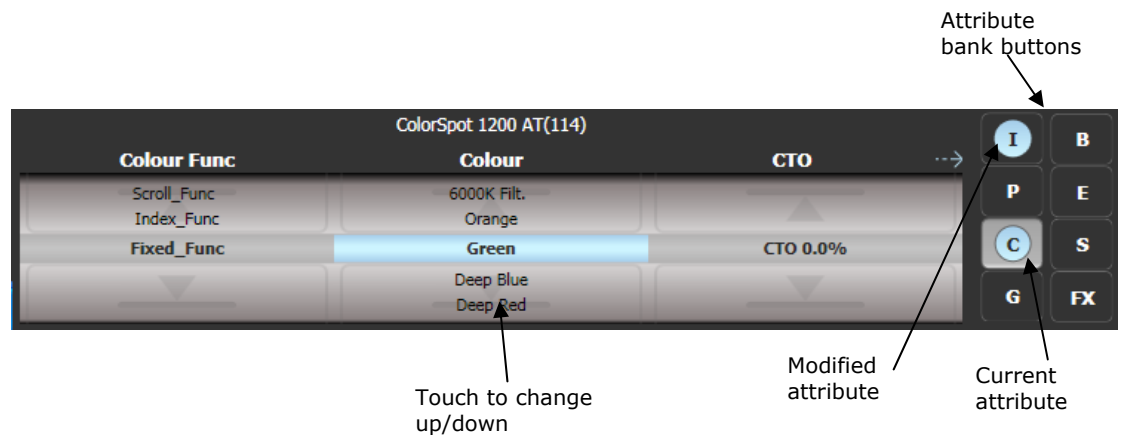 Attribute
bank buttons
ColorSpot 1200 AT(114)
Colour Func Colour CTO
I B
Scroll_Func 6000K Filt.
Index_Func Orange
P E
Fixed_Func Green CTO 0.0%
C S
Deep Blue
Deep Red
G FX
Modified
attribute
Current
attribute
Touch to change
up/down